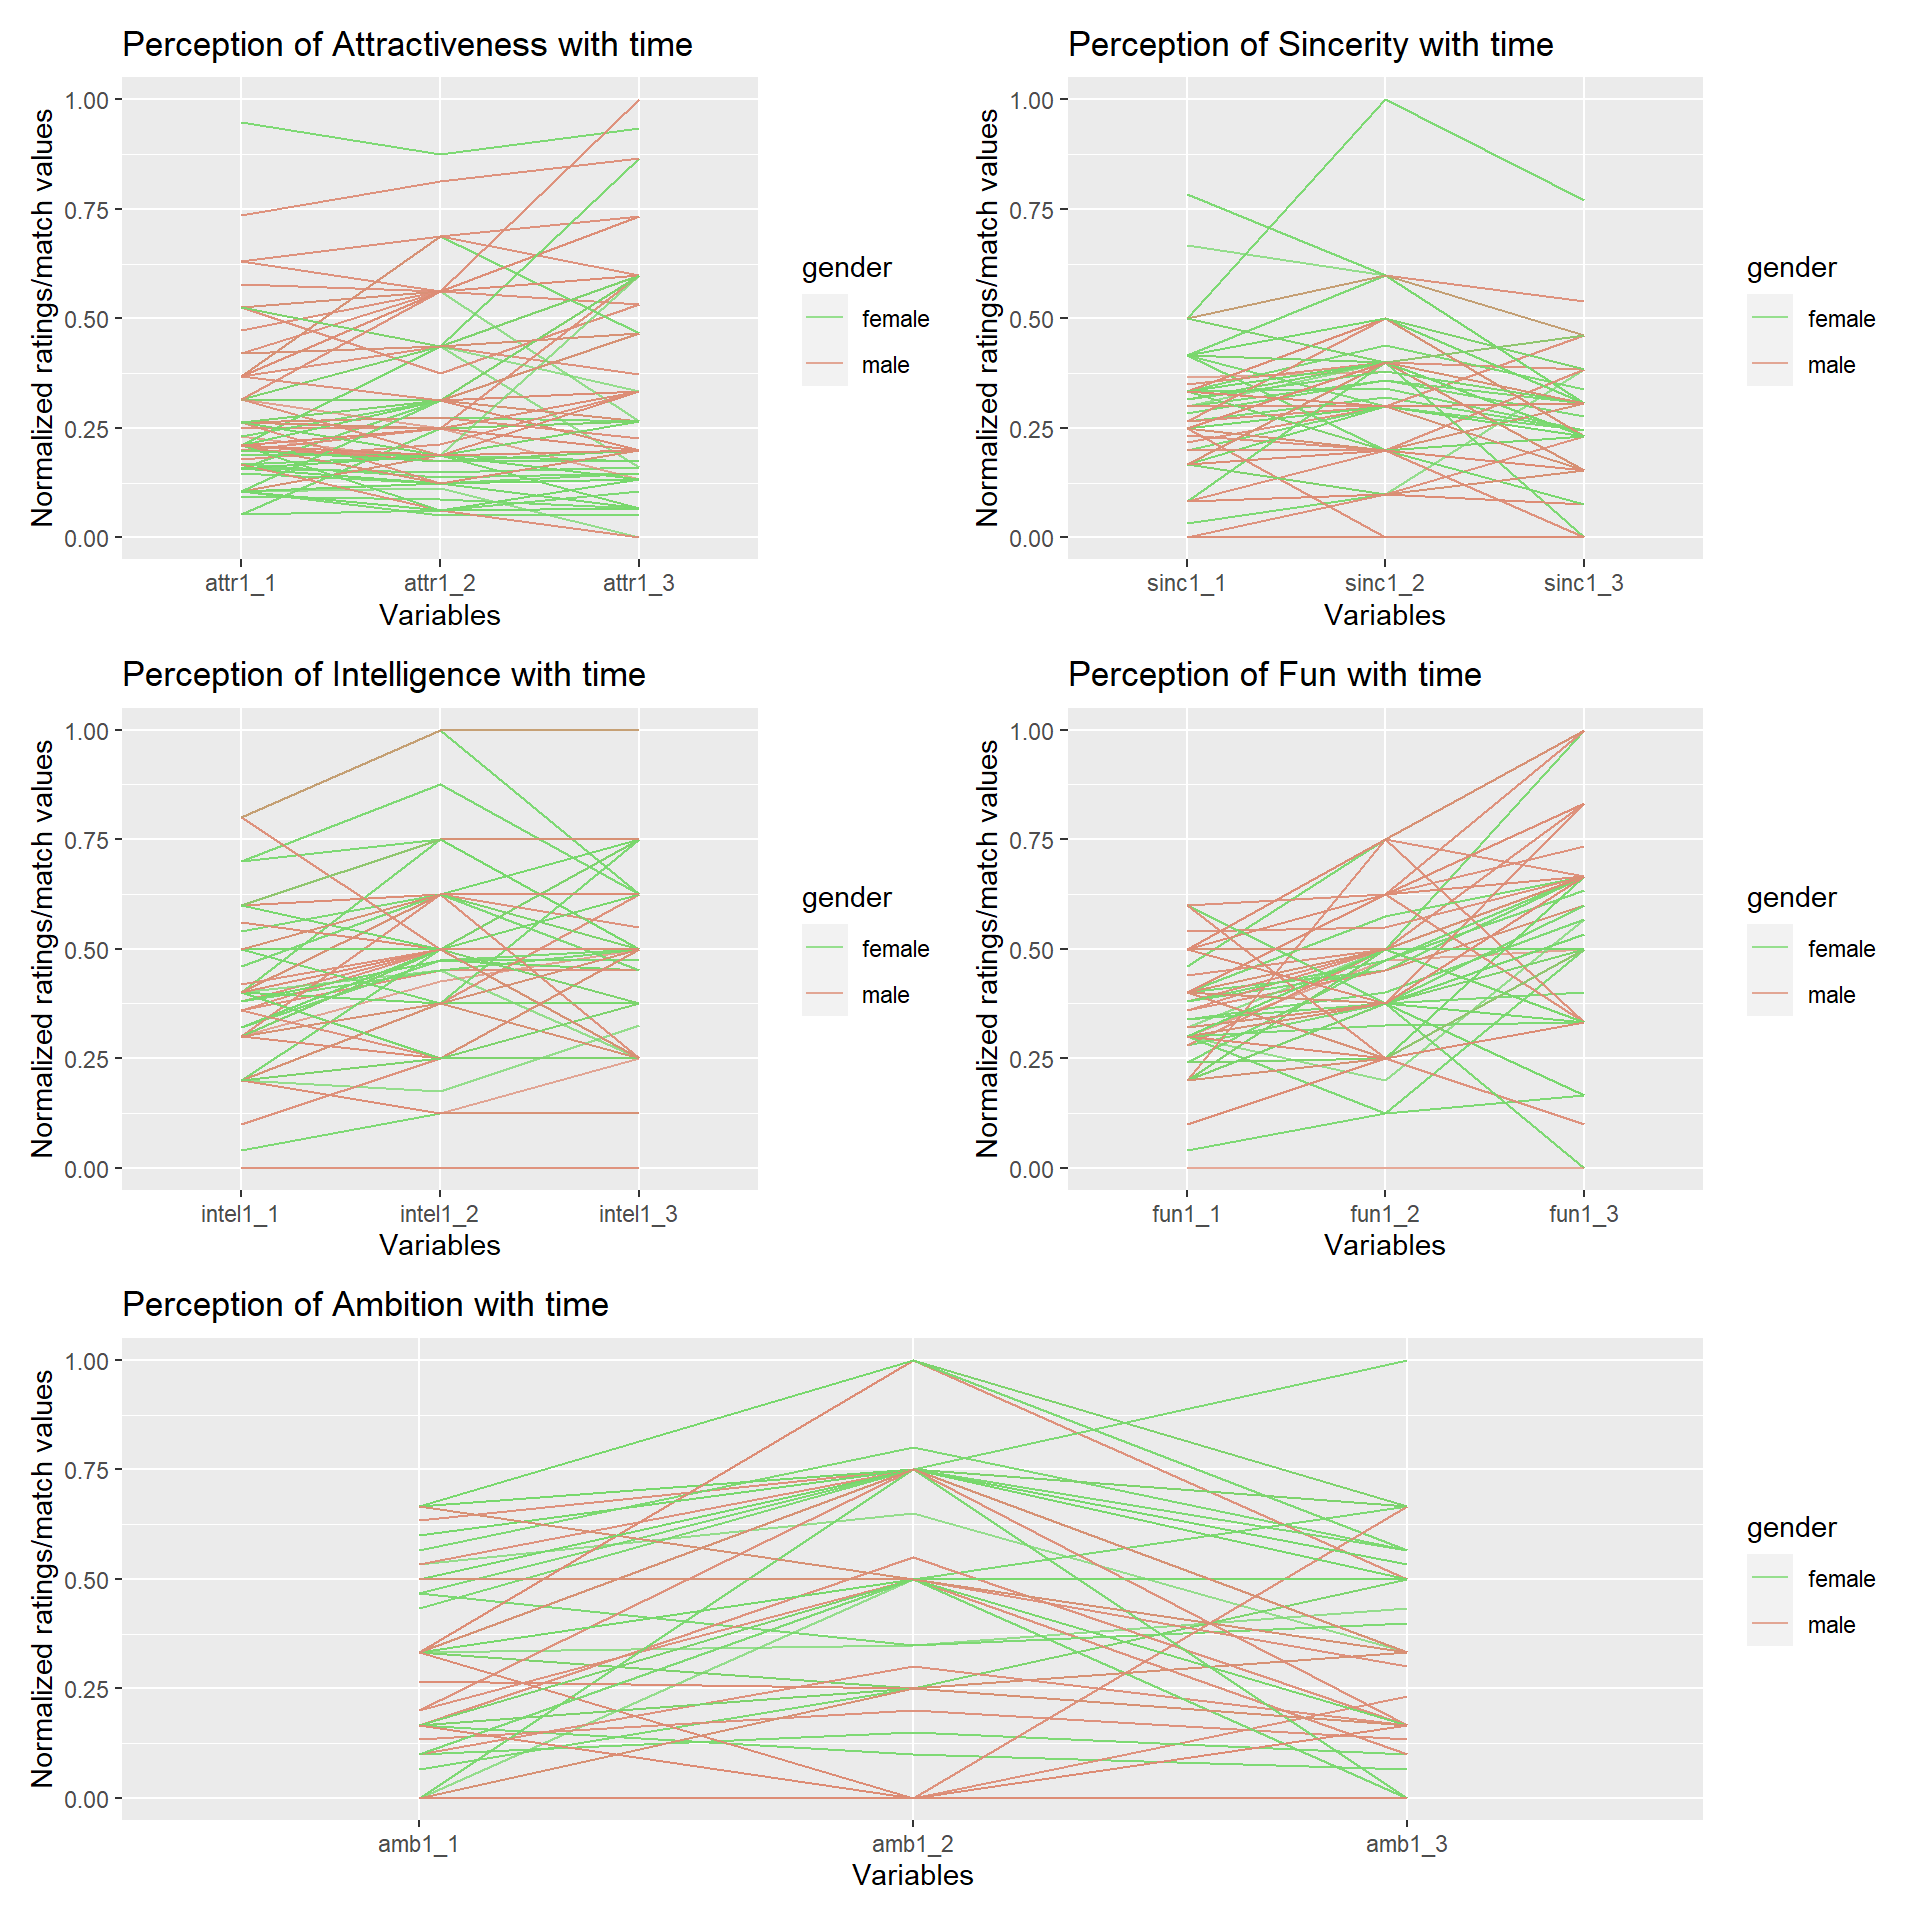 Perception of Attractiveness with time
Normalized ratings/match values
1.00
0.75
0.50
0.25
0.00
attr1_1 attr1_2 attr1_3
Variables
gender
female
male
Perception of Sincerity with time
Normalized ratings/match values
1.00
0.75
0.50
0.25
0.00
sinc1_1 sinc1_2 sinc1_3
Variables
gender
female
male
Perception of Intelligence with time
Normalized ratings/match values
1.00
0.75
0.50
0.25
0.00
intel1_1 intel1_2 intel1_3
Variables
gender
female
male
Perception of Fun with time
Normalized ratings/match values
1.00
0.75
0.50
0.25
0.00
fun1_1 fun1_2 fun1_3
Variables
gender
female
male
Perception of Ambition with time
Normalized ratings/match values
1.00
0.75
0.50
0.25
0.00
amb1_1 amb1_2 amb1_3
Variables
gender
female
male